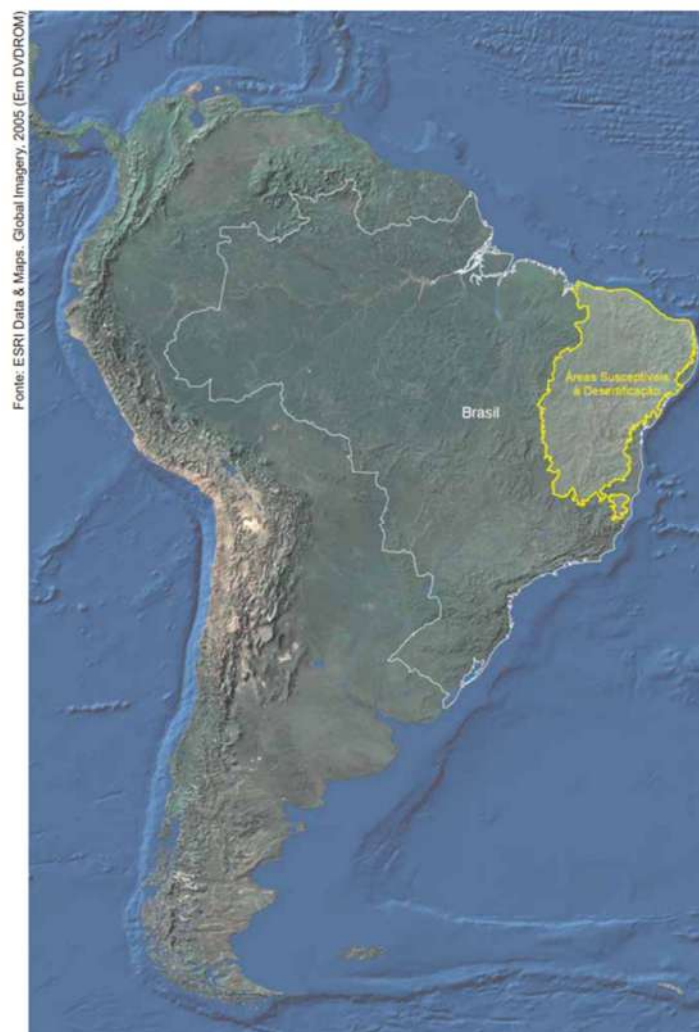 Fonte: ESRI Data & Maps. Global Imagery, 2005 (Em DVDROM)
Áreas Susceptíveis
à Desertificação
Brasil